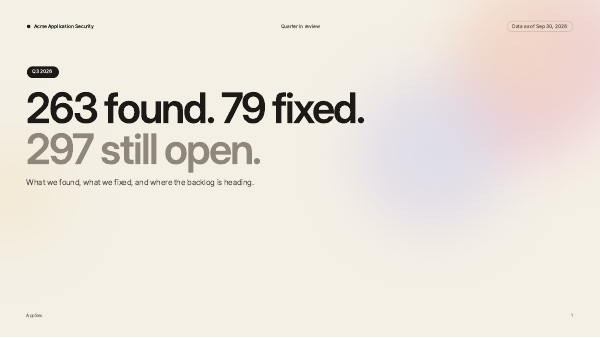 Acme Application Security
Quarter in review
Data as of Sep 30, 2026
Q3 2026
263 found. 79 fixed.
297 still open.
What we found, what we fixed, and where the backlog is heading.
AppSec
1